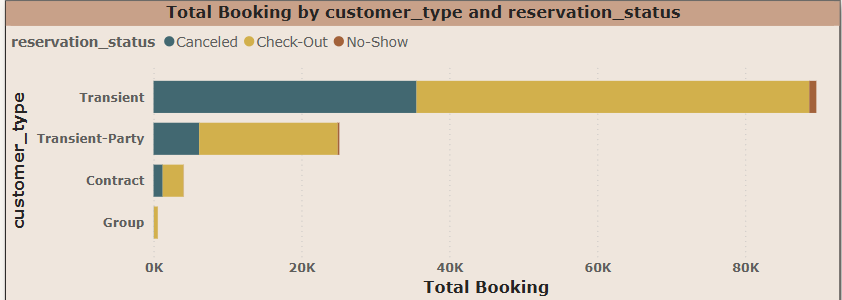 Total Booking by customer_type and reservation_status
reservation_status Canceled Check-Out No-Show
customer_type
Transient
Transient-Party
Contract
Group
0K 20K 40K 60K 80K
Total Booking